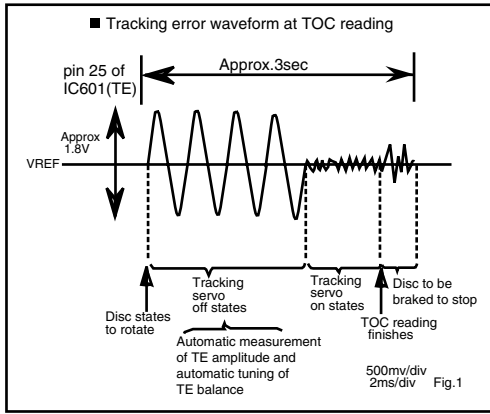 ■ Tracking error waveform at TOC reading
pin 25 of
IC601(TE)
Approx.3sec
Approx
1.8V
VREF
Disc states
to rotate
Tracking
servo
off states
Tracking
servo
on states
Disc to be
braked to stop
TOC reading
finishes
Automatic measurement
of TE amplitude and
automatic tuning of
TE balance
500mv/div
2ms/div Fig.1